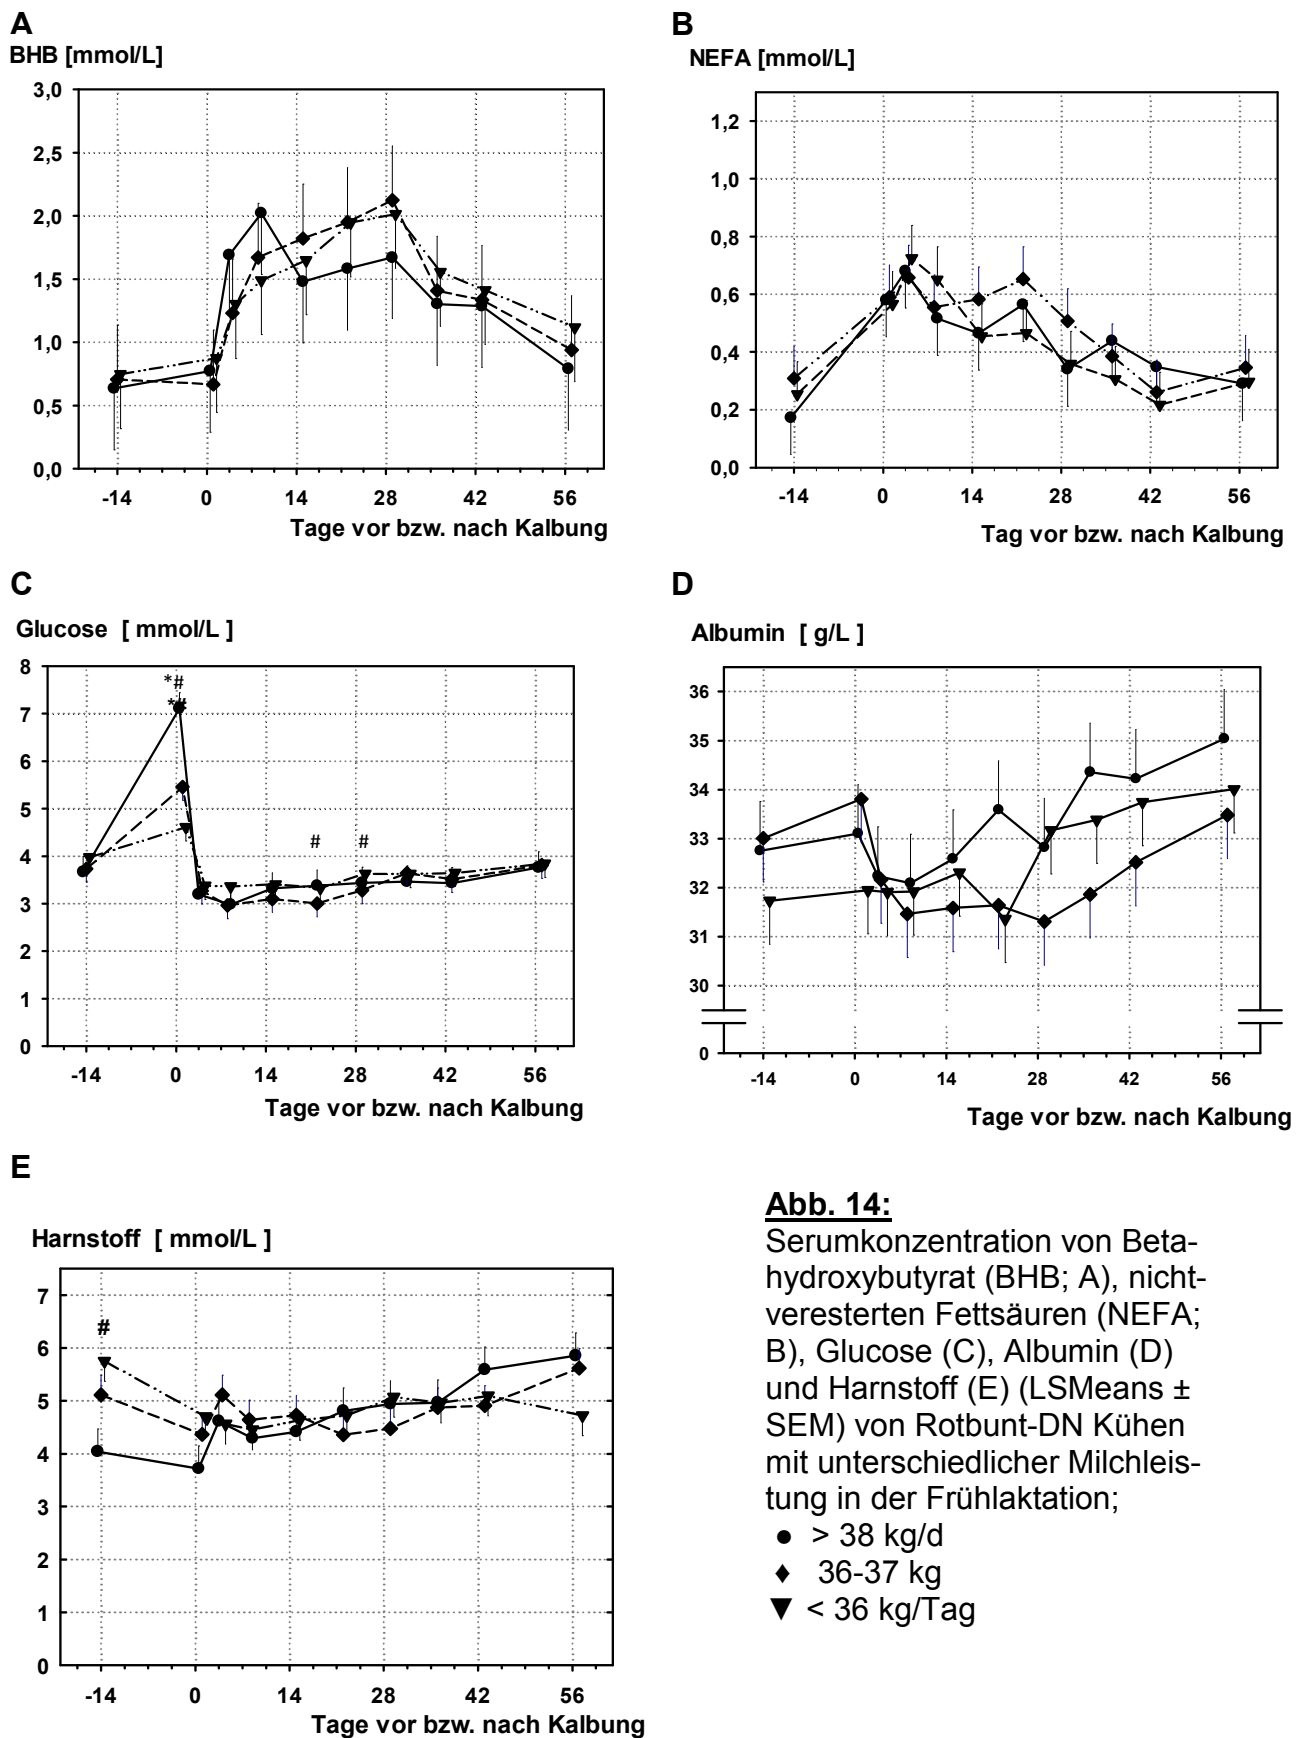 A
BHB [mmol/L]
3,0
2,5
2,0
1,5
1,0
0,5
0,0
-14 0 14 28 42 56
Tage vor bzw. nach Kalbung
B
NEFA [mmol/L]
1,2
1,0
0,8
0,6
0,4
0,2
0,0
-14 0 14 28 42 56
Tag vor bzw. nach Kalbung
C
Glucose [ mmol/L ]
8
7
6
5
4
3
2
1
0
*#
*#
# #
-14 0 14 28 42 56
Tage vor bzw. nach Kalbung
D
Albumin [ g/L ]
36
35
34
33
32
31
30
0
-14 0 14 28 42 56
Tage vor bzw. nach Kalbung
E
Harnstoff [ mmol/L ]
7
6
5
4
3
2
1
0
#
-14 0 14 28 42 56
Tage vor bzw. nach Kalbung
Abb. 14:
Serumkonzentration von Beta-
hydroxybutyrat (BHB; A), nicht-
veresterten Fettsäuren (NEFA;
B), Glucose (C), Albumin (D)
und Harnstoff (E) (LSMeans ±
SEM) von Rotbunt-DN Kühen
mit unterschiedlicher Milchleis-
tung in der Frühlaktation;
● > 38 kg/d
♦ 36-37 kg
▼ < 36 kg/Tag